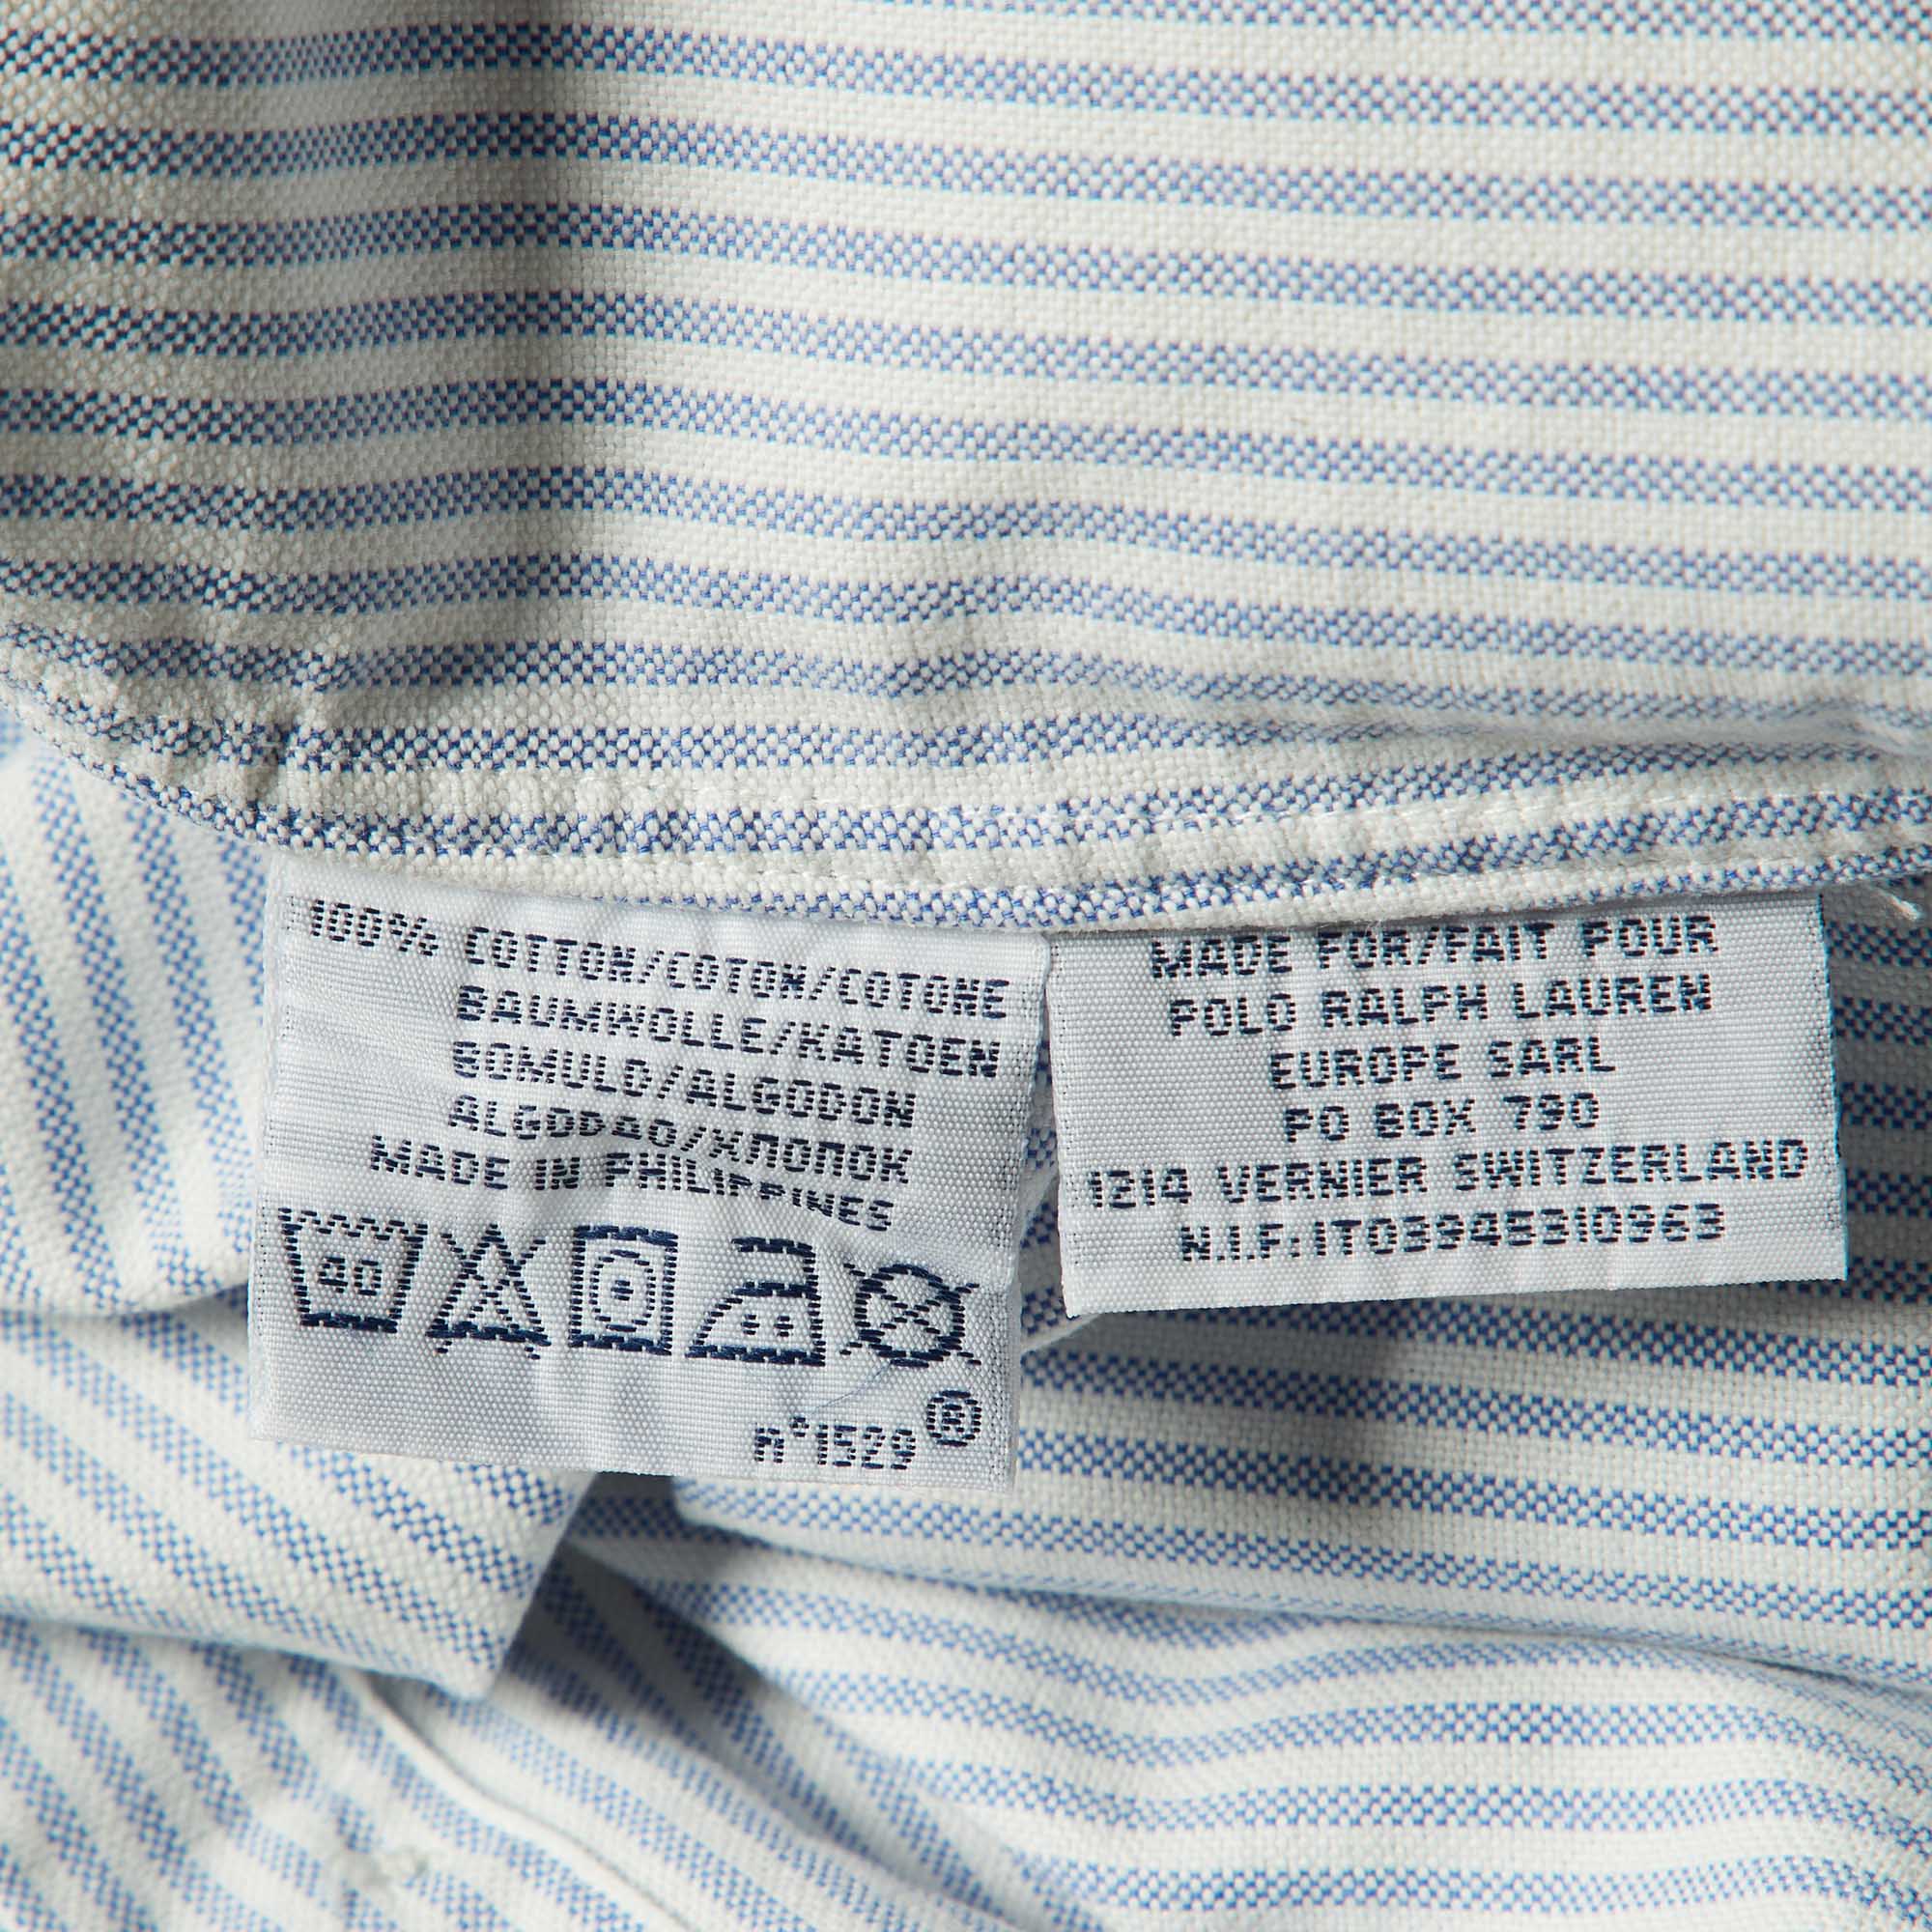 100% COTTON/COTON/COTONE
BAUMWOLLE/KATOEN
BOMULD/ALGODON
ALGODAO/ХЛОПОК
MADE IN PHILIPPINES
40
n°1529 ®
MADE FOR/FAIT POUR
POLO RALPH LAUREN
EUROPE SARL
PO BOX 790
1214 VERNIER SWITZERLAND
N.I.F:IT03945310963